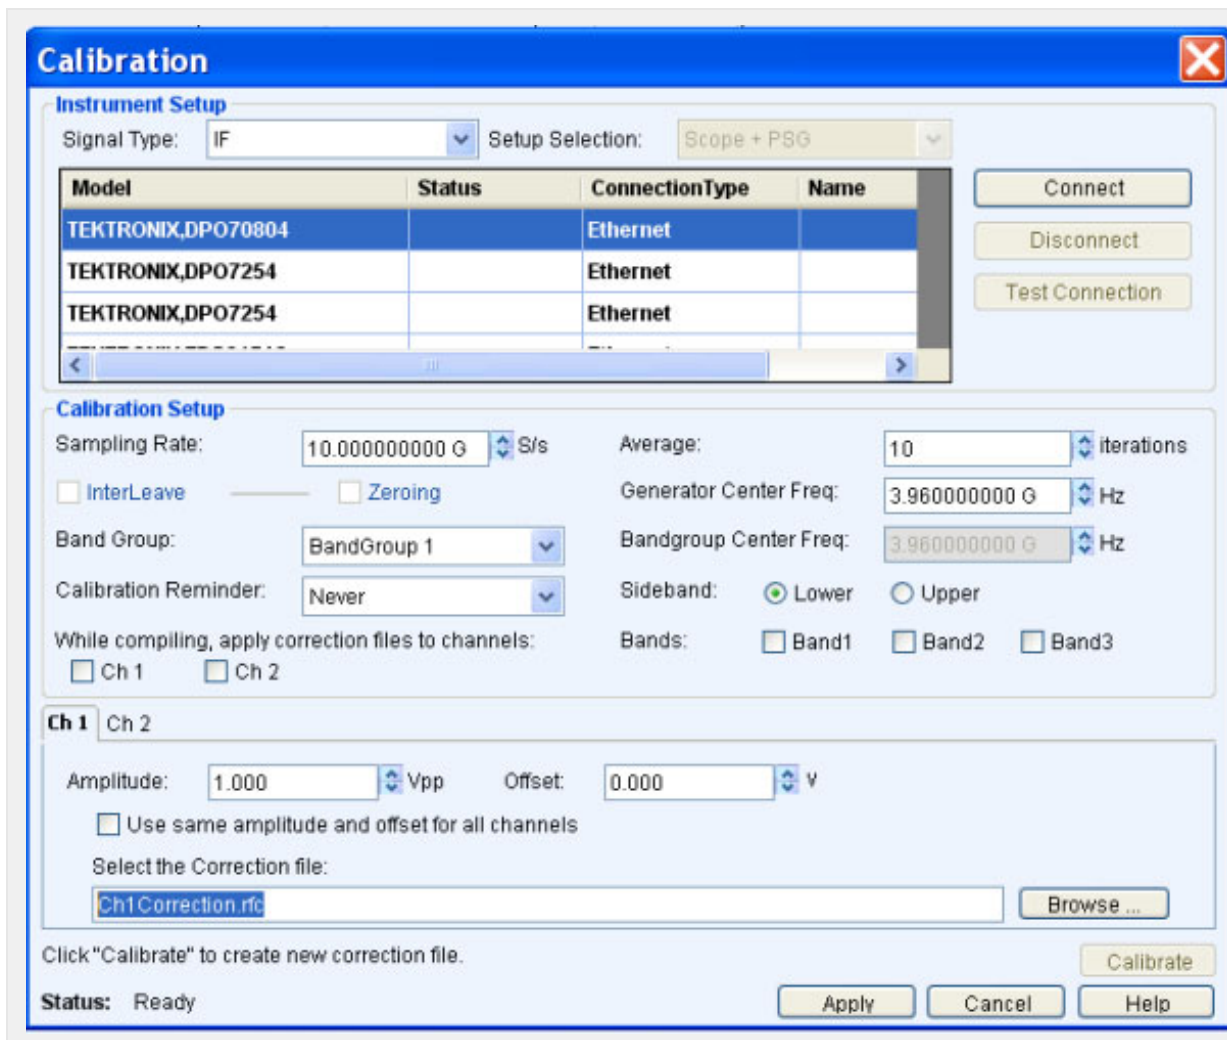 Calibration
Instrument Setup
Signal Type: IF Setup Selection: Scope + PSG
Model Status ConnectionType Name Connect
TEKTRONIX,DPO70804 Ethernet
Disconnect
TEKTRONIX,DPO7254 Ethernet
Test Connection
TEKTRONIX,DPO7254 Ethernet
Calibration Setup
Sampling Rate: 10.000000000 G S/s Average: 10 iterations
InterLeave Zeroing Generator Center Freq: 3.960000000 G Hz
Band Group: BandGroup 1 Bandgroup Center Freq: 3.960000000 G Hz
Calibration Reminder: Never Sideband: Lower Upper
While compiling, apply correction files to channels: Bands: Band1 Band2 Band3
Ch 1 Ch 2
Ch 1 Ch 2
Amplitude: 1.000 Vpp Offset: 0.000 V
Use same amplitude and offset for all channels
Select the Correction file:
Ch1Correction.rfc Browse ...
Click "Calibrate" to create new correction file. Calibrate
Status: Ready Apply Cancel Help